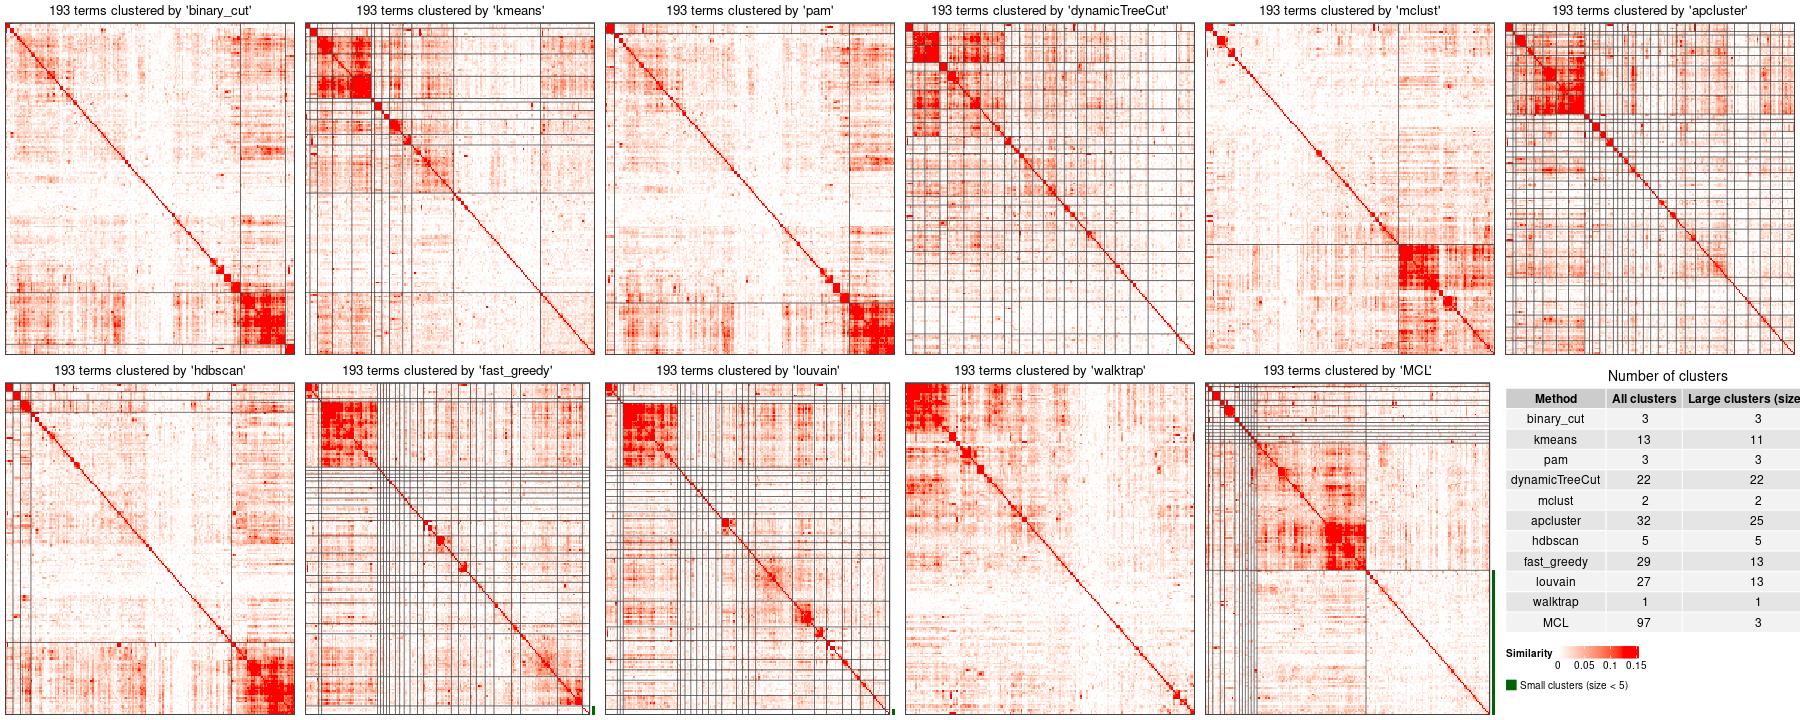 193 terms clustered by 'binary_cut'
193 terms clustered by 'kmeans'
193 terms clustered by 'pam'
193 terms clustered by 'dynamicTreeCut'
193 terms clustered by 'mclust'
193 terms clustered by 'apcluster'
193 terms clustered by 'hdbscan'
193 terms clustered by 'fast_greedy'
193 terms clustered by 'louvain'
193 terms clustered by 'walktrap'
193 terms clustered by 'MCL'
Number of clusters
Method All clusters Large clusters (size
binary_cut 3 3
kmeans 13 11
pam 3 3
dynamicTreeCut 22 22
mclust 2 2
apcluster 32 25
hdbscan 5 5
fast_greedy 29 13
louvain 27 13
walktrap 1 1
MCL 97 3
Similarity
0 0.05 0.1 0.15
Small clusters (size < 5)